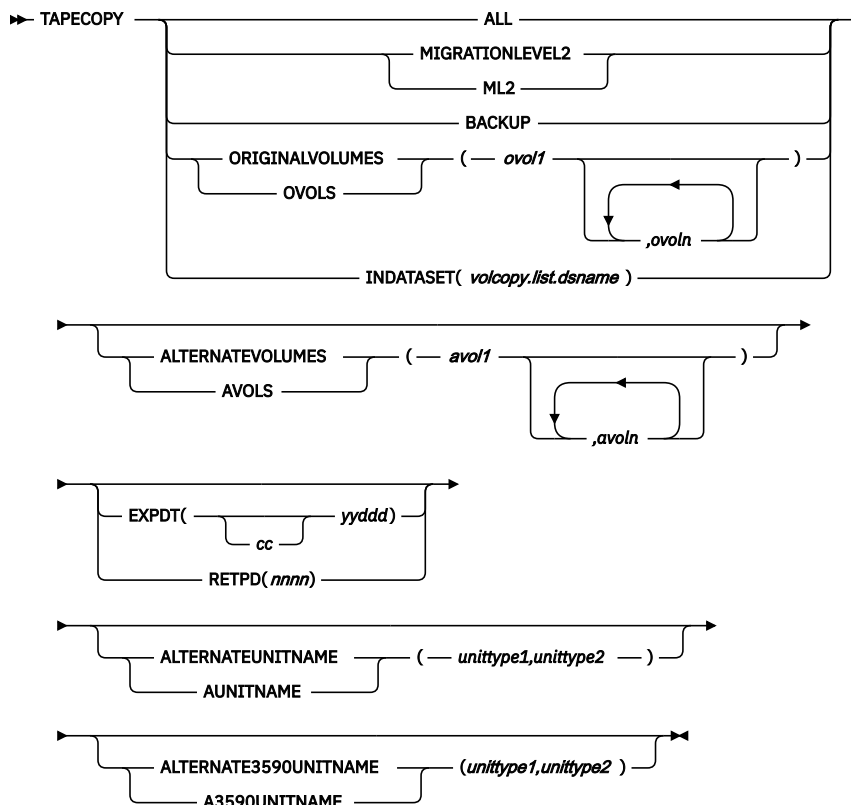 TAPECOPY ALL
MIGRATIONLEVEL2
ML2
BACKUP
ORIGINALVOLUMES ( ovol1 )
OVOLS
,ovoln
INDATASET( volcopy.list.dsname )
ALTERNATEVOLUMES ( avol1 )
AVOLS
,avoln
EXPDT( yyddd)
cc
RETPD(nnnn)
ALTERNATEUNITNAME ( unittype1,unittype2 )
AUNITNAME
ALTERNATE3590UNITNAME (unittype1,unittype2 )
A3590UNITNAME